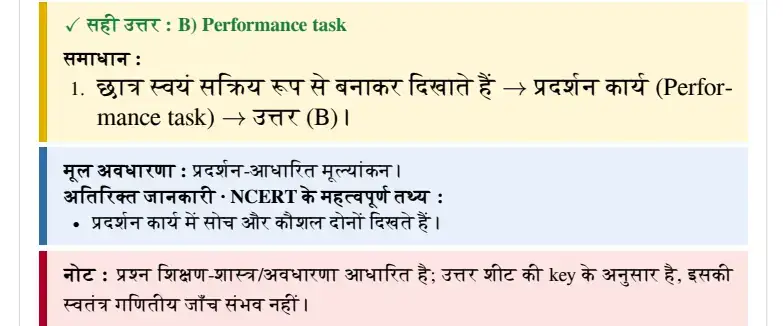 ✓ सही उत्तर : B) Performance task
समाधान :
1. छात्र स्वयं सक्रिय रूप से बनाकर दिखाते हैं → प्रदर्शन कार्य (Perfor-
mance task) → उत्तर (B)।
मूल अवधारणा : प्रदर्शन-आधारित मूल्यांकन।
अतिरिक्त जानकारी · NCERT के महत्वपूर्ण तथ्य :
• प्रदर्शन कार्य में सोच और कौशल दोनों दिखते हैं।
नोट : प्रश्न शिक्षण-शास्त्र/अवधारणा आधारित है; उत्तर शीट की key के अनुसार है, इसकी
स्वतंत्र गणितीय जाँच संभव नहीं।